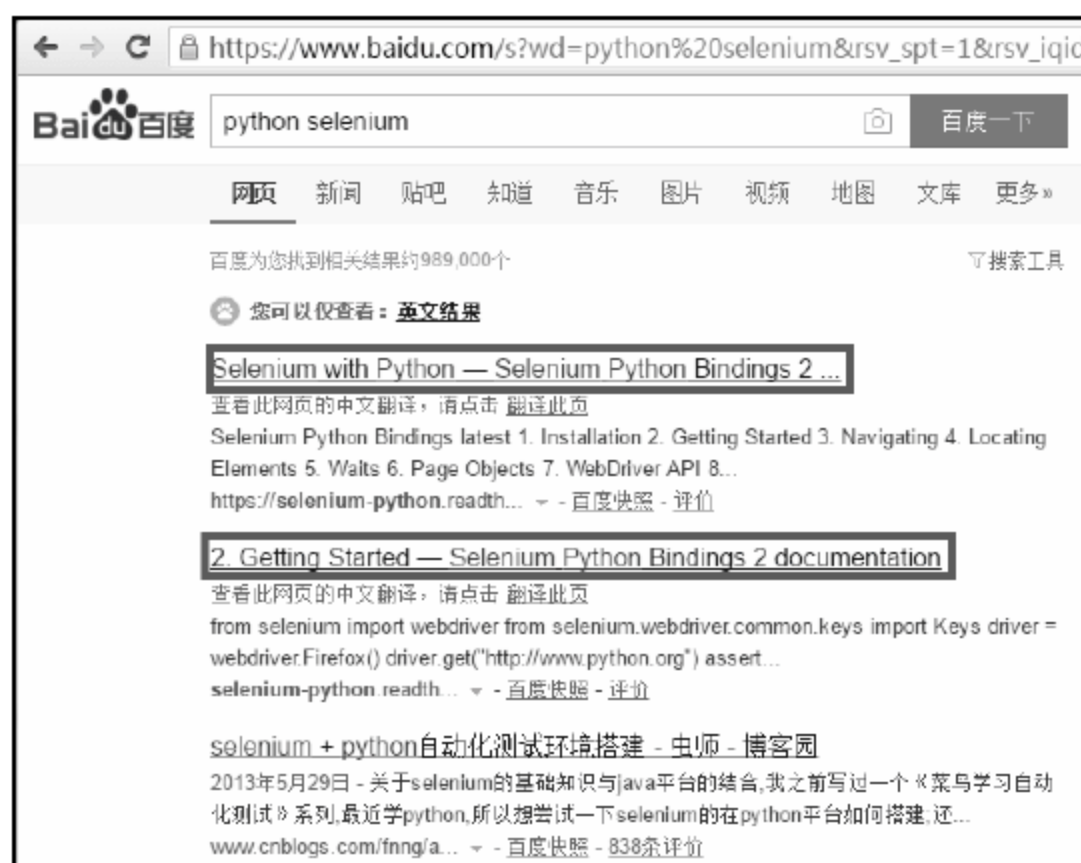 https://www.baidu.com/s?wd=python%20selenium&rsv_spt=1&rsv_iqid
Bai du 百度 python selenium 百度一下
网页 新闻 贴吧 知道 音乐 图片 视频 地图 文库 更多»
百度为您找到相关结果约989,000个 搜索工具
您可以仅查看：英文结果
Selenium with Python — Selenium Python Bindings 2 ...
查看此网页的中文翻译，请点击 翻译此页
Selenium Python Bindings latest 1. Installation 2. Getting Started 3. Navigating 4. Locating
Elements 5. Waits 6. Page Objects 7. WebDriver API 8...
https://selenium-python.readth... - 百度快照 - 评价
2. Getting Started — Selenium Python Bindings 2 documentation
查看此网页的中文翻译，请点击 翻译此页
from selenium import webdriver from selenium.webdriver.common.keys import Keys driver =
webdriver.Firefox() driver.get("http://www.python.org") assert...
selenium-python.readth... - 百度快照 - 评价
selenium + python自动化测试环境搭建 - 虫师 - 博客园
2013年5月29日 - 关于selenium的基础知识与java平台的结合,我之前写过一个《菜鸟学习自动
化测试》系列,最近学python,所以想尝试一下selenium的在python平台如何搭建;还...
www.cnblogs.com/fnng/a... - 百度快照 - 838条评价